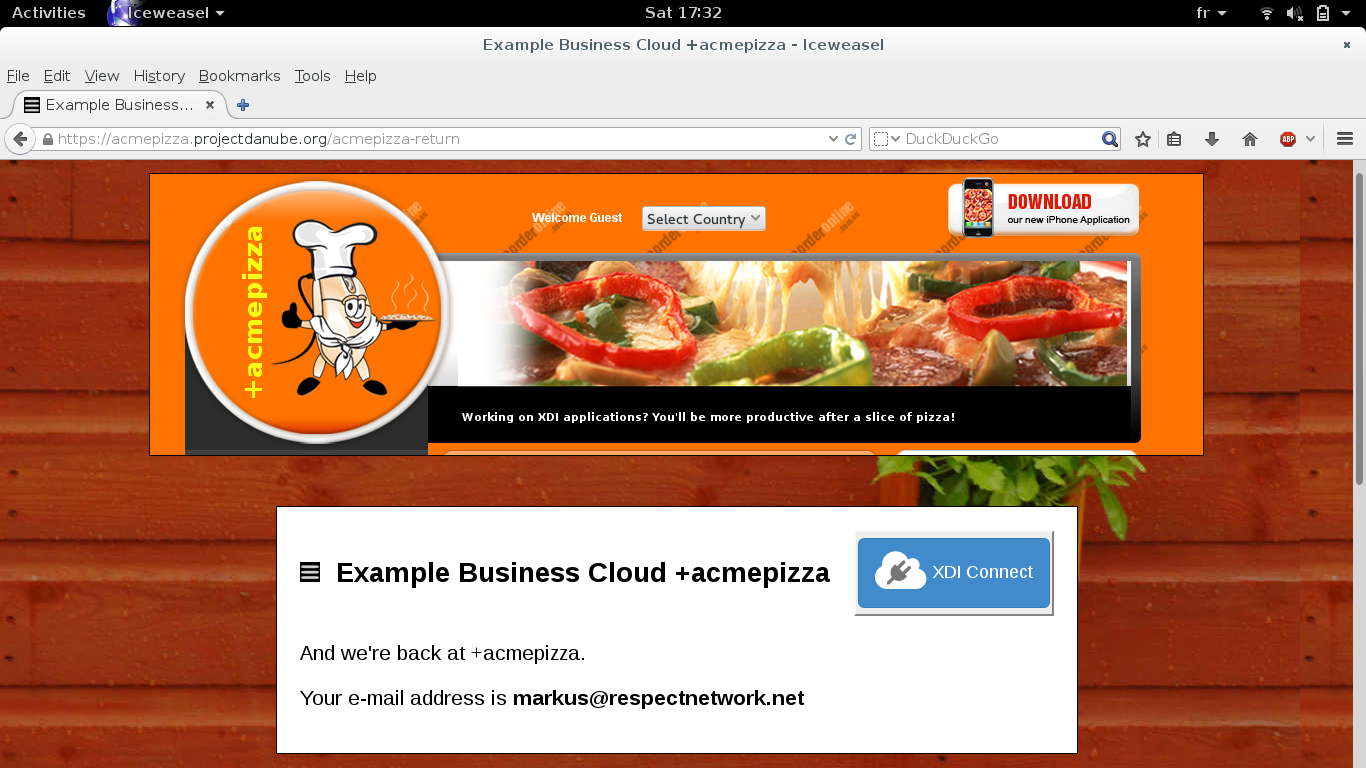 Activities Iceweasel Sat 17:32 fr
Example Business Cloud +acmepizza - Iceweasel
File Edit View History Bookmarks Tools Help
Example Business...
https://acmepizza.projectdanube.org/acmepizza-return DuckDuckGo ABP
+acmepizza
Welcome Guest Select Country
DOWNLOAD
our new iPhone Application
Working on XDI applications? You'll be more productive after a slice of pizza!
Example Business Cloud +acmepizza
XDI Connect
And we're back at +acmepizza.
Your e-mail address is markus@respectnetwork.net